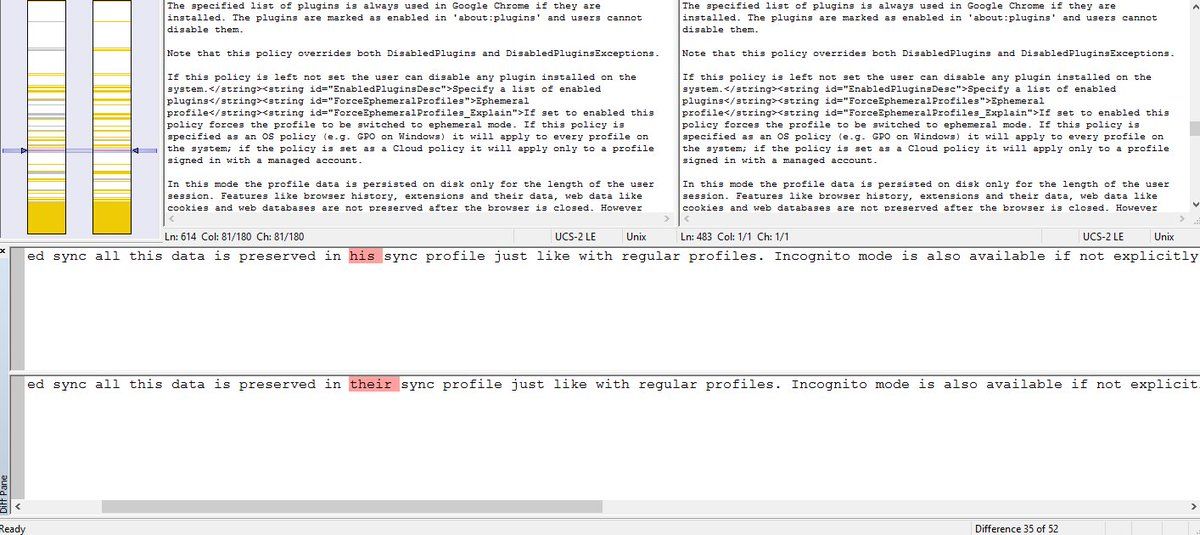 The specified list of plugins is always used in Google Chrome if they are
installed. The plugins are marked as enabled in 'about:plugins' and users cannot
disable them.
Note that this policy overrides both DisabledPlugins and DisabledPluginsExceptions.
If this policy is left not set the user can disable any plugin installed on the
system.</string><string id="EnabledPluginsDesc">Specify a list of enabled
plugins</string><string id="ForceEphemeralProfiles">Ephemeral
profile</string><string id="ForceEphemeralProfiles_Explain">If set to enabled this
policy forces the profile to be switched to ephemeral mode. If this policy is
specified as an OS policy (e.g. GPO on Windows) it will apply to every profile on
the system; if the policy is set as a Cloud policy it will apply only to a profile
signed in with a managed account.
In this mode the profile data is persisted on disk only for the length of the user
session. Features like browser history, extensions and their data, web data like
cookies and web databases are not preserved after the browser is closed. However
Ln: 614 Col: 81/180 Ch: 81/180
UCS-2 LE
Unix
The specified list of plugins is always used in Google Chrome if they are
installed. The plugins are marked as enabled in 'about:plugins' and users cannot
disable them.
Note that this policy overrides both DisabledPlugins and DisabledPluginsExceptions.
If this policy is left not set the user can disable any plugin installed on the
system.</string><string id="EnabledPluginsDesc">Specify a list of enabled
plugins</string><string id="ForceEphemeralProfiles">Ephemeral
profile</string><string id="ForceEphemeralProfiles_Explain">If set to enabled this
policy forces the profile to be switched to ephemeral mode. If this policy is
specified as an OS policy (e.g. GPO on Windows) it will apply to every profile on
the system; if the policy is set as a Cloud policy it will apply only to a profile
signed in with a managed account.
In this mode the profile data is persisted on disk only for the length of the user
session. Features like browser history, extensions and their data, web data like
cookies and web databases are not preserved after the browser is closed. However
Ln: 483 Col: 1/1 Ch: 1/1
UCS-2 LE
Unix
ed sync all this data is preserved in his sync profile just like with regular profiles. Incognito mode is also available if not explicitly
ed sync all this data is preserved in their sync profile just like with regular profiles. Incognito mode is also available if not explicit
Diff Pane
Ready
Difference 35 of 52